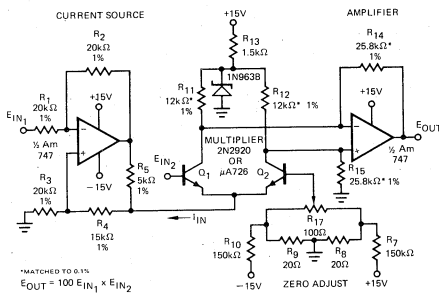 CURRENT SOURCE
AMPLIFIER
+15V
R13
1.5kΩ
1N963B
R2
20kΩ
1%
R14
25.8kΩ*
1%
R11
12kΩ*
1%
R12
12kΩ* 1%
R1
20kΩ
1%
EIN1
+15V
−
+
½ Am
747
−15V
R5
5kΩ
1%
MULTIPLIER
2N2920
OR
μA726
EIN2
Q1
Q2
+15V
−
+
½ Am
747
EOUT
R15
25.8kΩ* 1%
R3
20kΩ
1%
R4
15kΩ
1%
iIN
R17
100Ω
R10
150kΩ
R9
20Ω
R8
20Ω
R7
150kΩ
−15V
ZERO ADJUST
+15V
*MATCHED TO 0.1%
EOUT = 100 EIN1 x EIN2